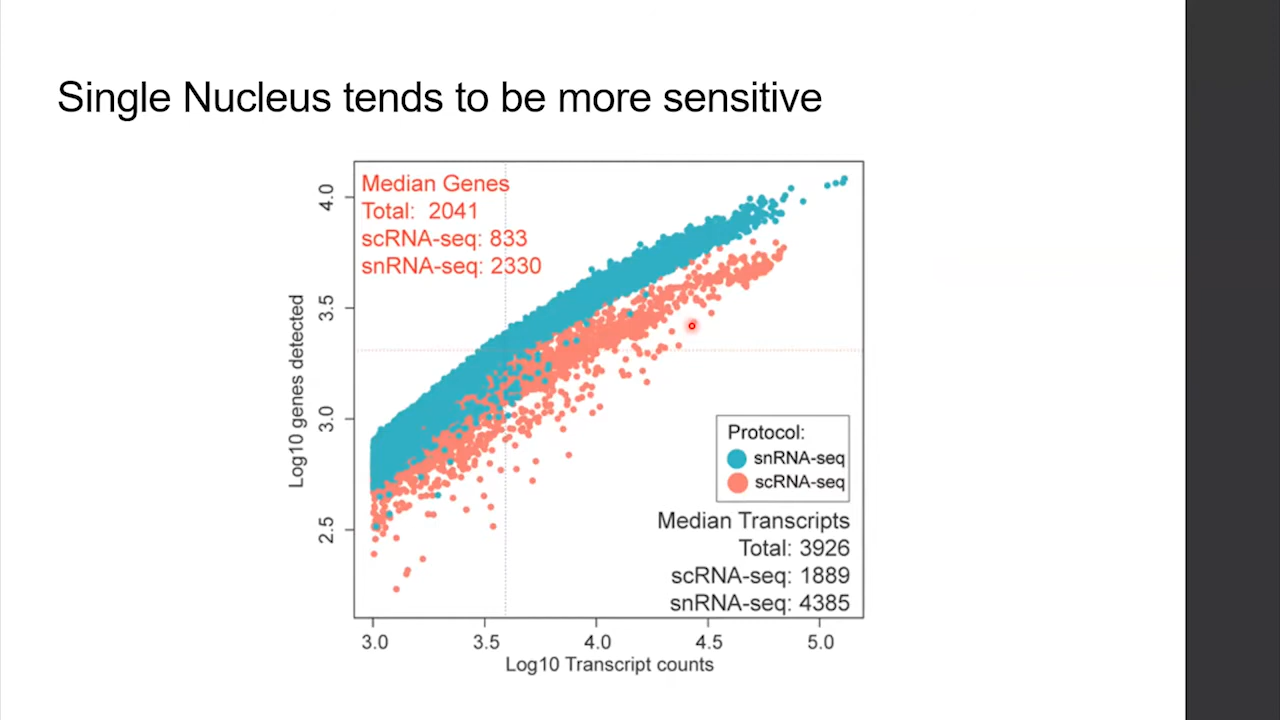 Single Nucleus tends to be more sensitive
Median Genes
Total: 2041
scRNA-seq: 833
snRNA-seq: 2330
Log10 genes detected
4.0
3.5
3.0
2.5
Protocol:
snRNA-seq
scRNA-seq
Median Transcripts
Total: 3926
scRNA-seq: 1889
snRNA-seq: 4385
3.0 3.5 4.0 4.5 5.0
Log10 Transcript counts